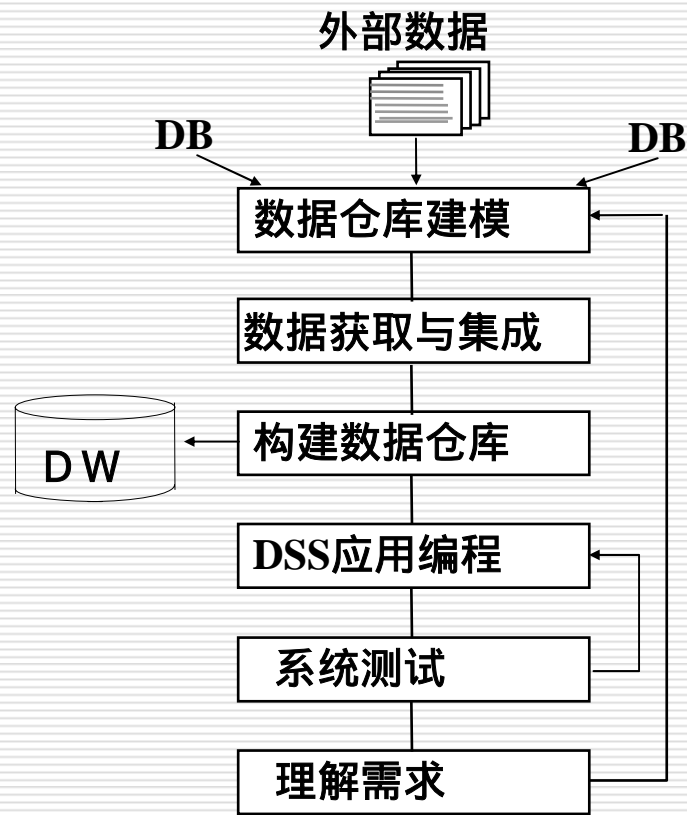 外部数据
DB
DB
数据仓库建模
数据获取与集成
构建数据仓库
DW
DSS应用编程
系统测试
理解需求